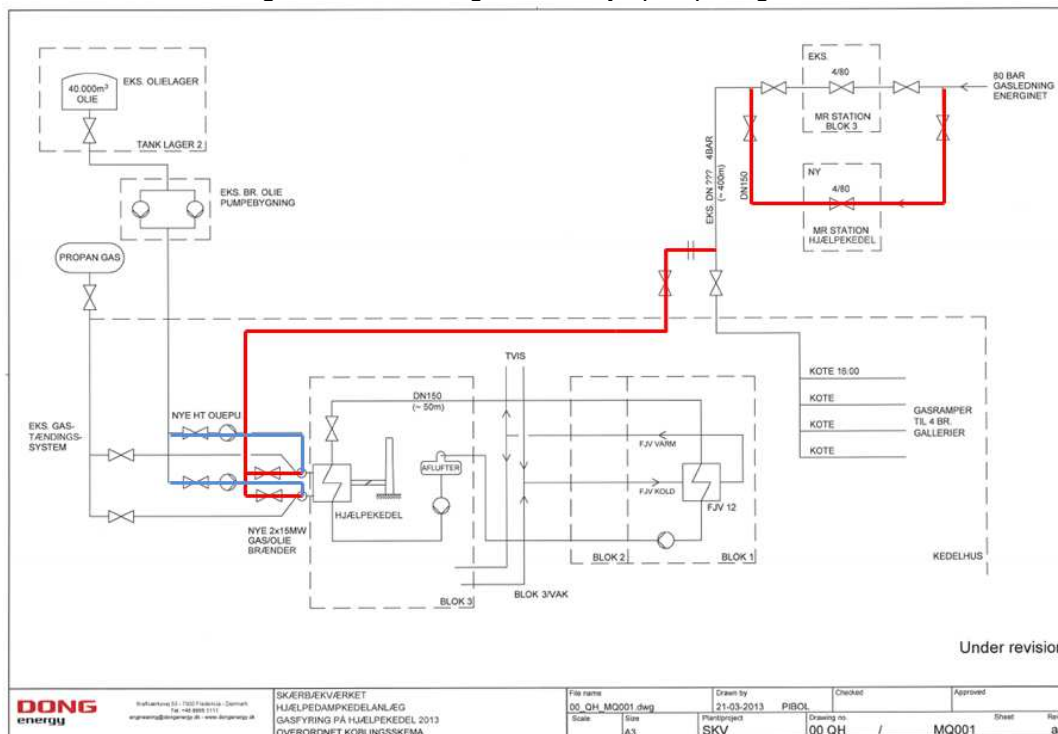 EKS. OLIELAGER
40.000m³
OLIE
TANK LAGER 2
EKS. BR. OLIE
PUMPEBYGNING
PROPAN GAS
EKS.
4/80
MR STATION
BLOK 3
80 BAR
GASLEDNING
ENERGINET
NY
4/80
MR STATION
HJÆLPEKEDEL
DN150
EKS. DN ??? 4BAR
(~ 400m)
TVIS
DN150
(~ 50m)
NYE HT OUEPU
EKS. GAS-
TÆNDINGS-
SYSTEM
AFLUFTER
HJÆLPEKEDEL
NYE 2x15MW
GAS/OLIE
BRÆNDER
BLOK 3
BLOK 3/VAK
FJV VARM
FJV KOLD
FJV 12
BLOK 2
BLOK 1
KOTE 16:00
KOTE
KOTE
KOTE
GASRAMPER
TIL 4 BR.
GALLERIER
KEDELHUS
Under revision
DONG
energy
SKÆRBÆKVÆRKET
HJÆLPEDAMPKEDELANLÆG
GASFYRING PÅ HJÆLPEKEDEL 2013
OVERORDNET KOBLINGSSKEMA
File name
00_QH_MQ001.dwg
Drawn by
21-03-2013 PIBOL
Checked
Approved
Scale
Size
A3
Plant/project
SKV
Drawing no.
00 QH / MQ001
Sheet